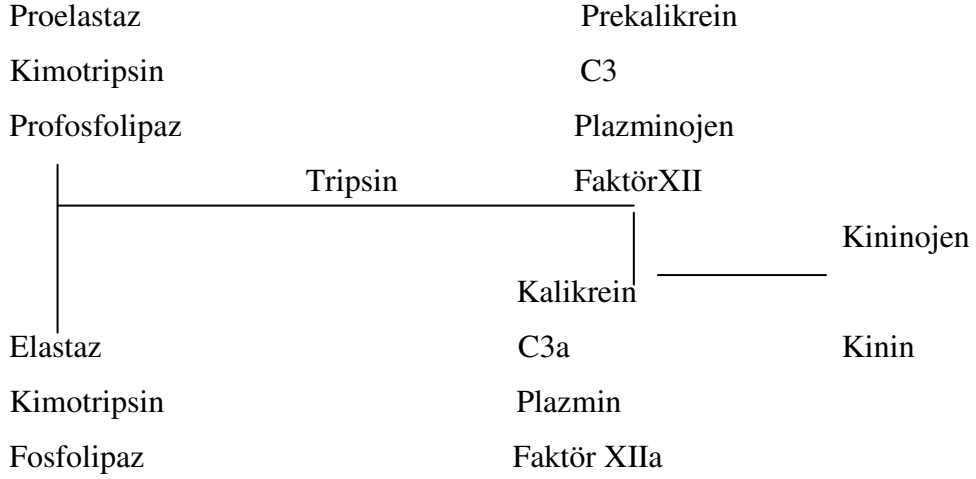 Proelastaz Prekalikrein
Kimotripsin C3
Profosfolipaz Plazminojen
Tripsin FaktörXII
Kininojen
Kalikrein
Elastaz C3a Kinin
Kimotripsin Plazmin
Fosfolipaz Faktör XIIa